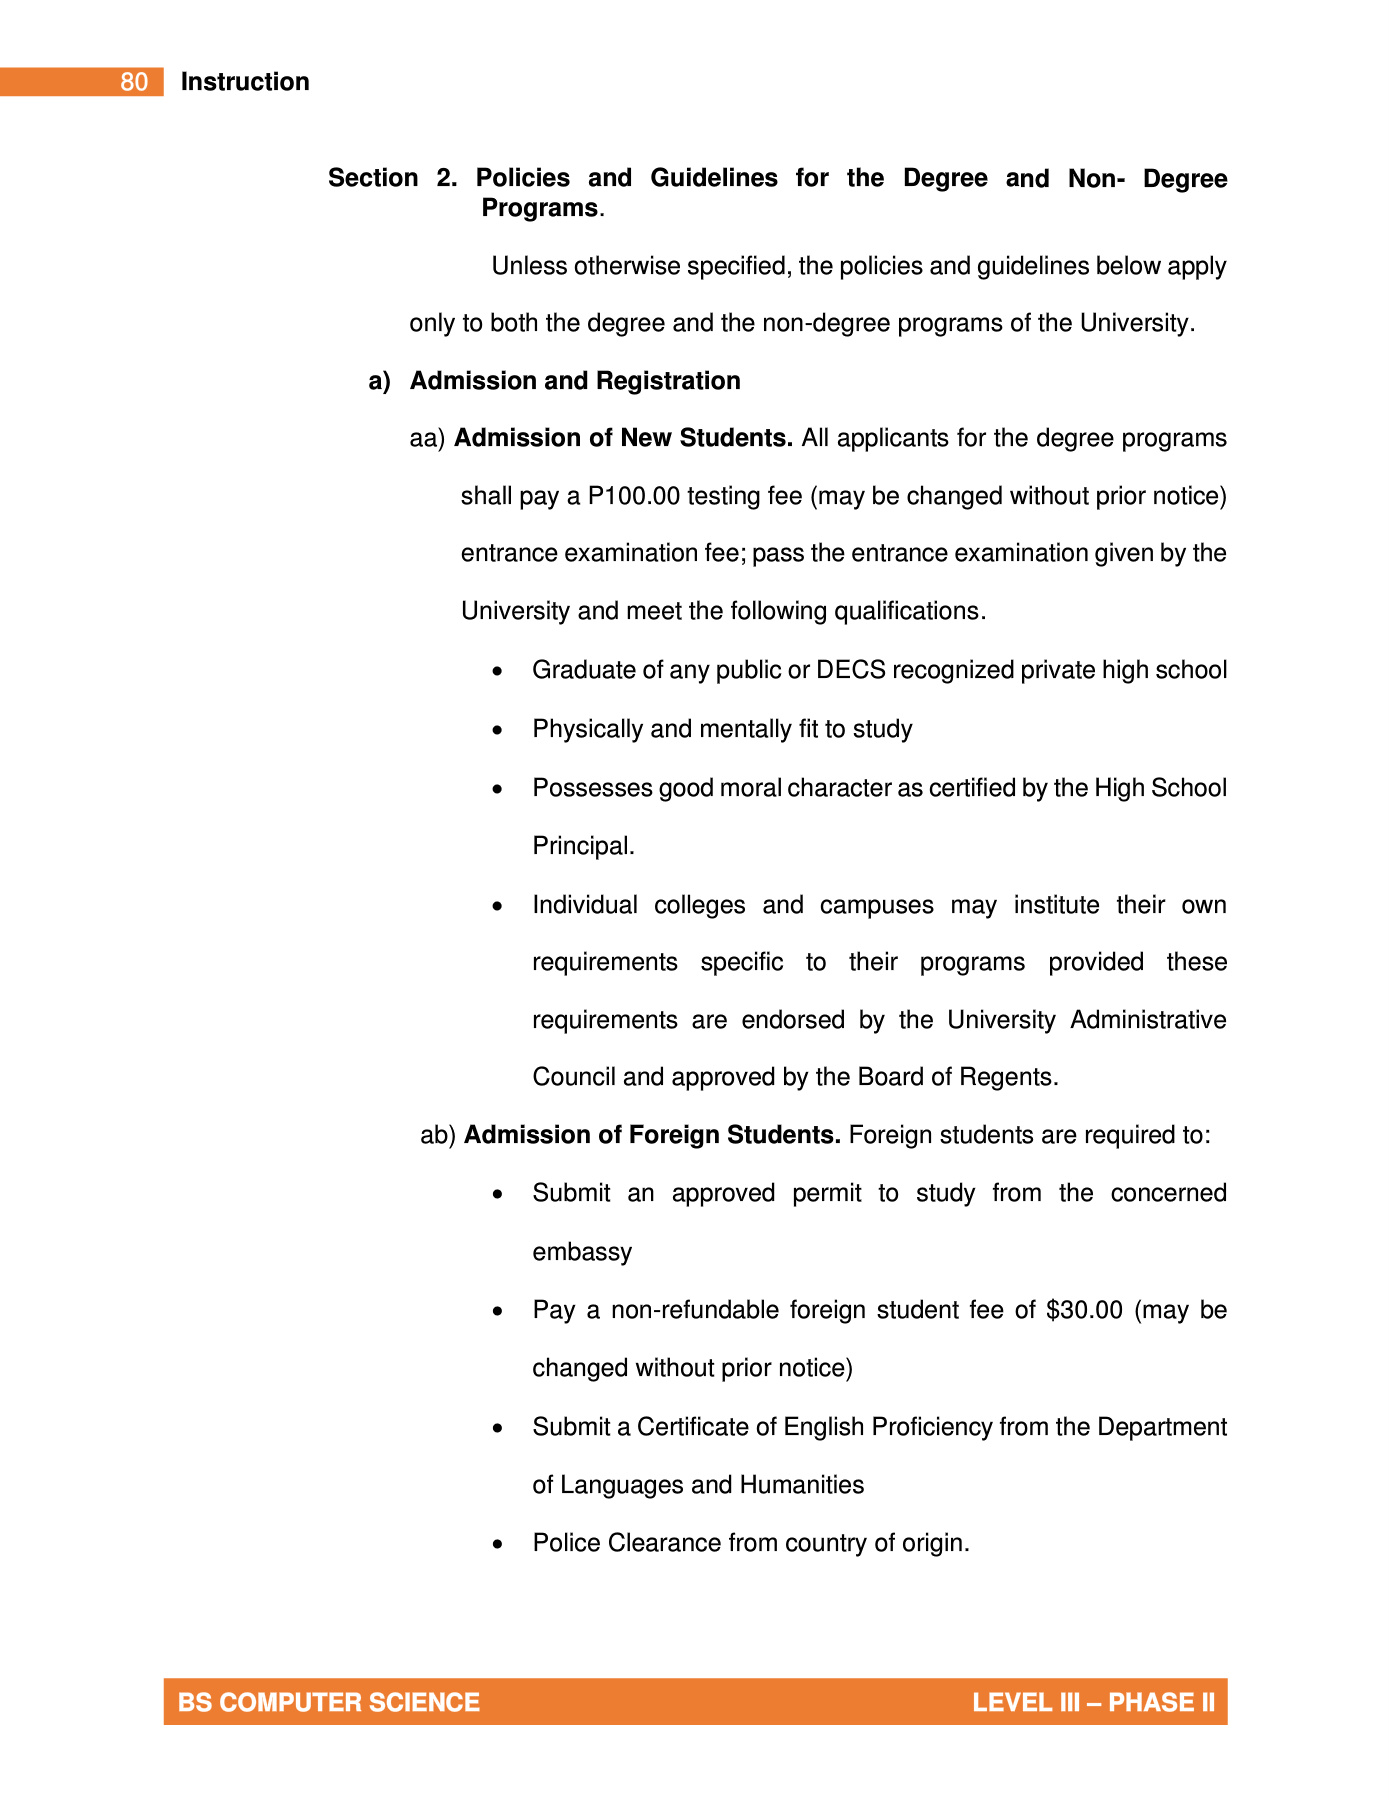 80 Instruction
Section 2. Policies and Guidelines for the Degree and Non- Degree
Programs.
Unless otherwise specified, the policies and guidelines below apply
only to both the degree and the non-degree programs of the University.
a) Admission and Registration
aa) Admission of New Students. All applicants for the degree programs
shall pay a P100.00 testing fee (may be changed without prior notice)
entrance examination fee; pass the entrance examination given by the
University and meet the following qualifications.
• Graduate of any public or DECS recognized private high school
• Physically and mentally fit to study
• Possesses good moral character as certified by the High School
Principal.
• Individual colleges and campuses may institute their own
requirements specific to their programs provided these
requirements are endorsed by the University Administrative
Council and approved by the Board of Regents.
ab) Admission of Foreign Students. Foreign students are required to:
• Submit an approved permit to study from the concerned
embassy
• Pay a non-refundable foreign student fee of $30.00 (may be
changed without prior notice)
• Submit a Certificate of English Proficiency from the Department
of Languages and Humanities
• Police Clearance from country of origin.
BS COMPUTER SCIENCE LEVEL III – PHASE II